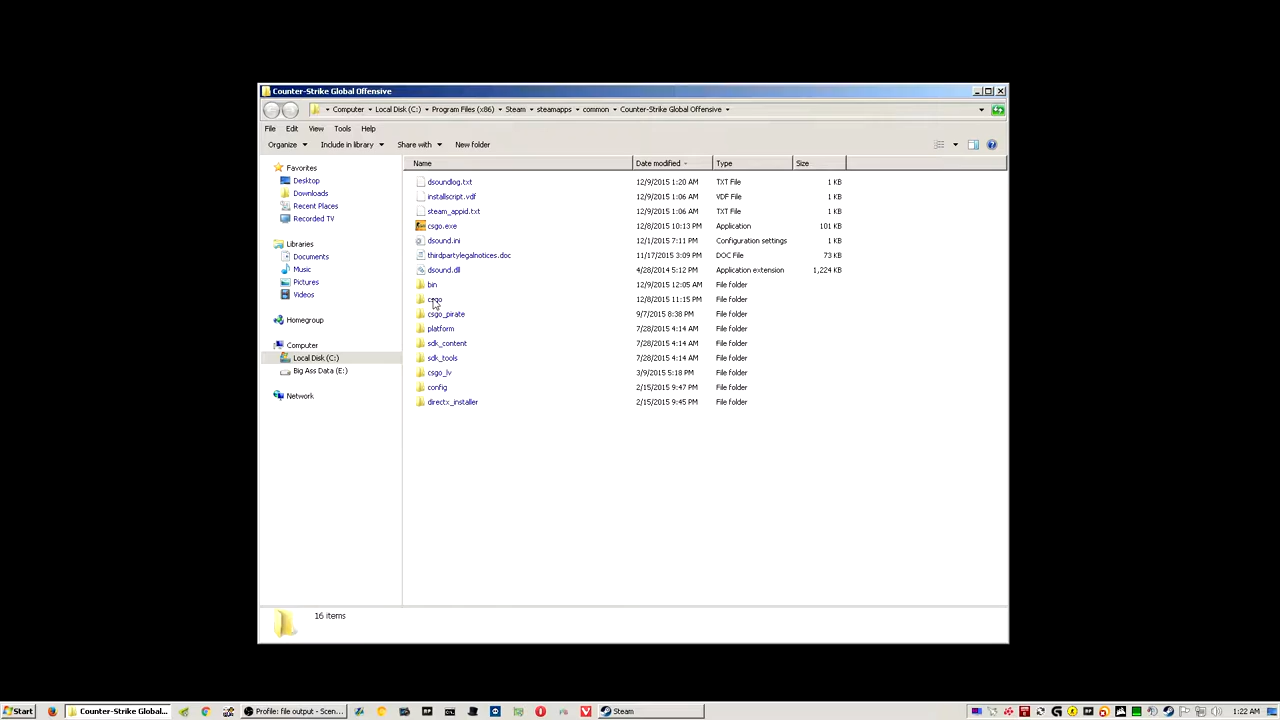 Counter-Strike Global Offensive
Computer Local Disk (C:) Program Files (x86) Steam steamapps common Counter-Strike Global Offensive
File Edit View Tools Help
Organize Include in library Share with New folder
Name Date modified Type Size
Favorites
Desktop
Downloads
Recent Places
Recorded TV
Libraries
Documents
Music
Pictures
Videos
Homegroup
Computer
Local Disk (C:)
Big Ass Data (E:)
Network
dsoundlog.txt 12/9/2015 1:20 AM TXT File 1 KB
installscript.vdf 12/9/2015 1:06 AM VDF File 1 KB
steam_appid.txt 12/9/2015 1:06 AM TXT File 1 KB
csgo.exe 12/8/2015 10:13 PM Application 101 KB
dsound.ini 12/1/2015 7:11 PM Configuration settings 1 KB
thirdpartylegalnotices.doc 11/17/2015 3:09 PM DOC File 73 KB
dsound.dll 4/28/2014 5:12 PM Application extension 1,224 KB
bin 12/9/2015 12:05 AM File folder
csgo 12/8/2015 11:15 PM File folder
csgo_pirate 9/7/2015 8:38 PM File folder
platform 7/28/2015 4:14 AM File folder
sdk_content 7/28/2015 4:14 AM File folder
sdk_tools 7/28/2015 4:14 AM File folder
csgo_lv 3/9/2015 5:18 PM File folder
config 2/15/2015 9:47 PM File folder
directx_installer 2/15/2015 9:45 PM File folder
16 items
Start Counter-Strike Global... Profile: file output - Scen... Steam 1:22 AM